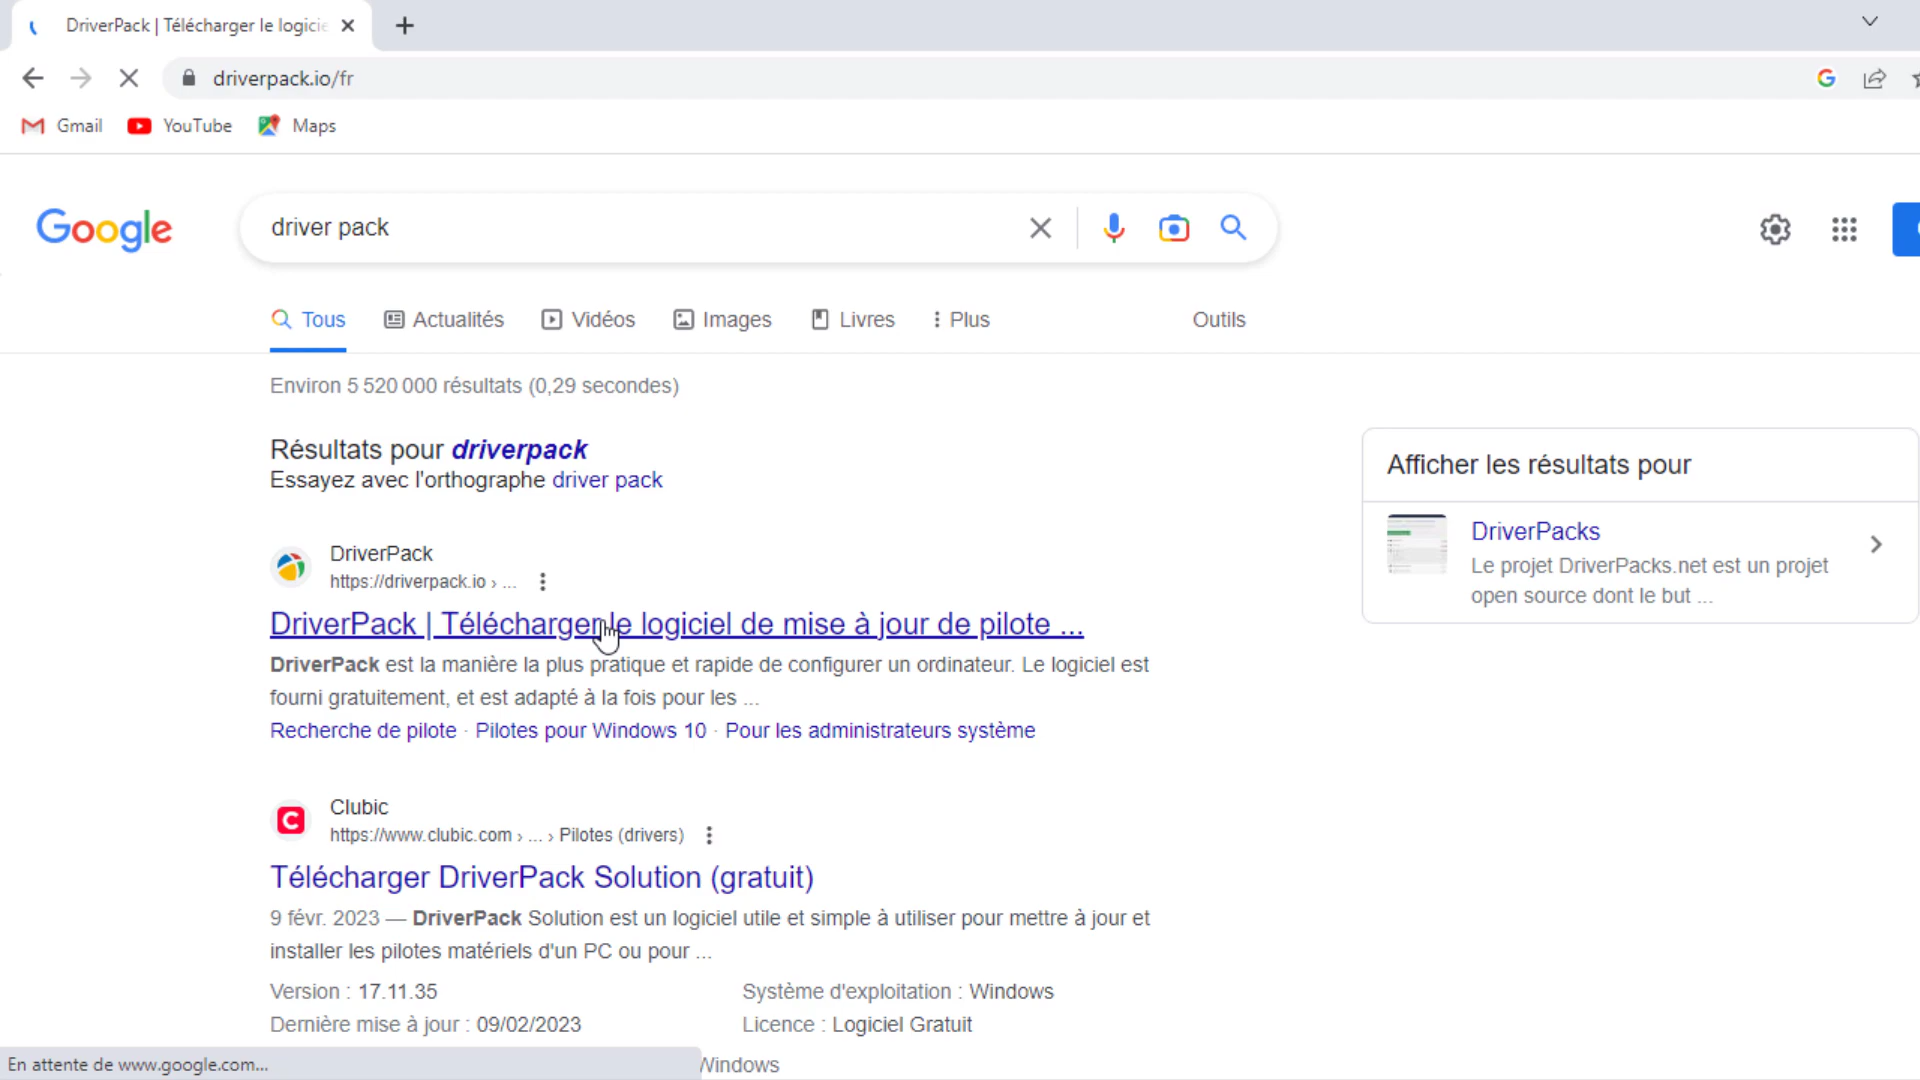 DriverPack | Télécharger le logicie
driverpack.io/fr
Gmail YouTube Maps
Google
driver pack
Tous Actualités Vidéos Images Livres Plus Outils
Environ 5 520 000 résultats (0,29 secondes)
Résultats pour driverpack
Essayez avec l'orthographe driver pack
Afficher les résultats pour
DriverPacks
Le projet DriverPacks.net est un projet
open source dont le but ...
DriverPack
https://driverpack.io › ...
DriverPack | Télécharger le logiciel de mise à jour de pilote ...
DriverPack est la manière la plus pratique et rapide de configurer un ordinateur. Le logiciel est
fourni gratuitement, et est adapté à la fois pour les ...
Recherche de pilote · Pilotes pour Windows 10 · Pour les administrateurs système
Clubic
https://www.clubic.com › ... › Pilotes (drivers)
Télécharger DriverPack Solution (gratuit)
9 févr. 2023 — DriverPack Solution est un logiciel utile et simple à utiliser pour mettre à jour et
installer les pilotes matériels d'un PC ou pour ...
Version : 17.11.35 Système d'exploitation : Windows
Dernière mise à jour : 09/02/2023 Licence : Logiciel Gratuit
En attente de www.google.com... Windows